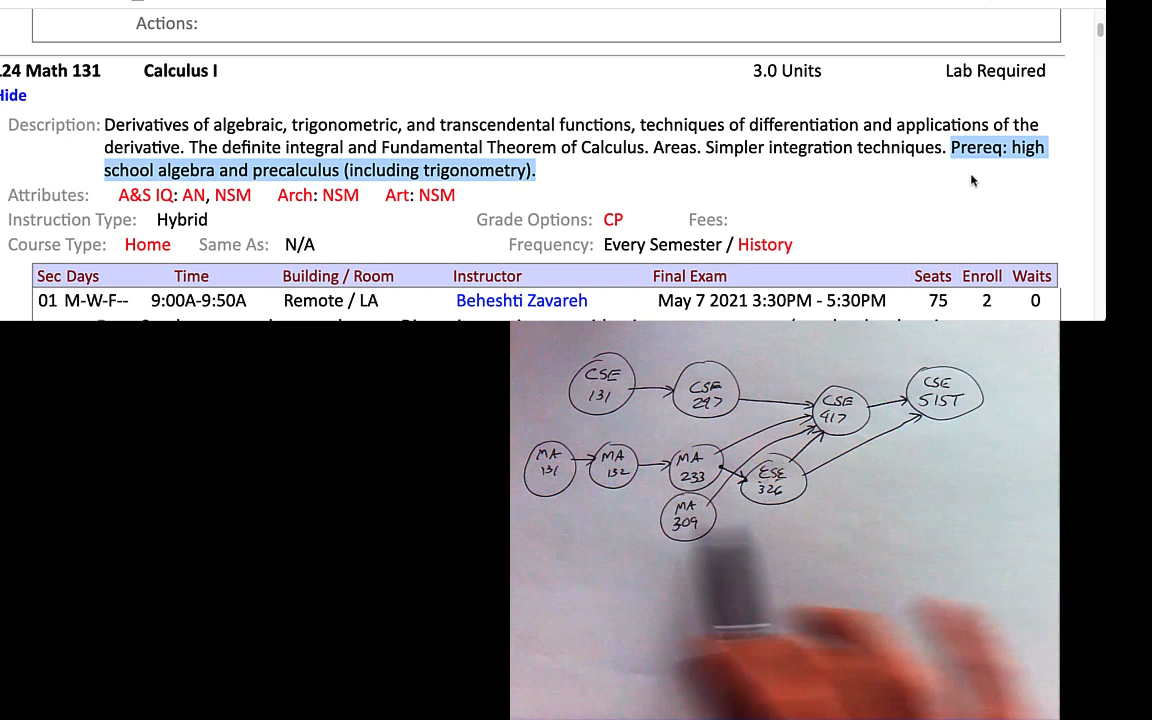 Actions:
L24 Math 131 Calculus I 3.0 Units Lab Required
Hide
Description: Derivatives of algebraic, trigonometric, and transcendental functions, techniques of differentiation and applications of the
derivative. The definite integral and Fundamental Theorem of Calculus. Areas. Simpler integration techniques. Prereq: high
school algebra and precalculus (including trigonometry).
Attributes: A&S IQ: AN, NSM Arch: NSM Art: NSM
Instruction Type: Hybrid Grade Options: CP Fees:
Course Type: Home Same As: N/A Frequency: Every Semester / History
Sec Days Time Building / Room Instructor Final Exam Seats Enroll Waits
01 M-W-F-- 9:00A-9:50A Remote / LA Beheshti Zavareh May 7 2021 3:30PM - 5:30PM 75 2 0
CSE
131
CSE
247
CSE
417
CSE
515T
MA
131
MA
132
MA
233
ESE
326
MA
309